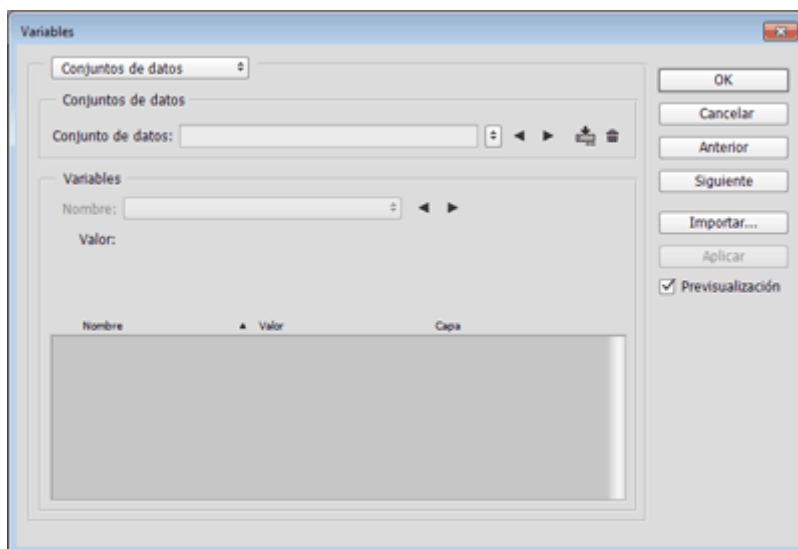 Variables
Conjuntos de datos
Conjuntos de datos
Conjunto de datos:
Variables
Nombre:
Valor:
Nombre Valor Capa
OK
Cancelar
Anterior
Siguiente
Importar...
Aplicar
Previsualización